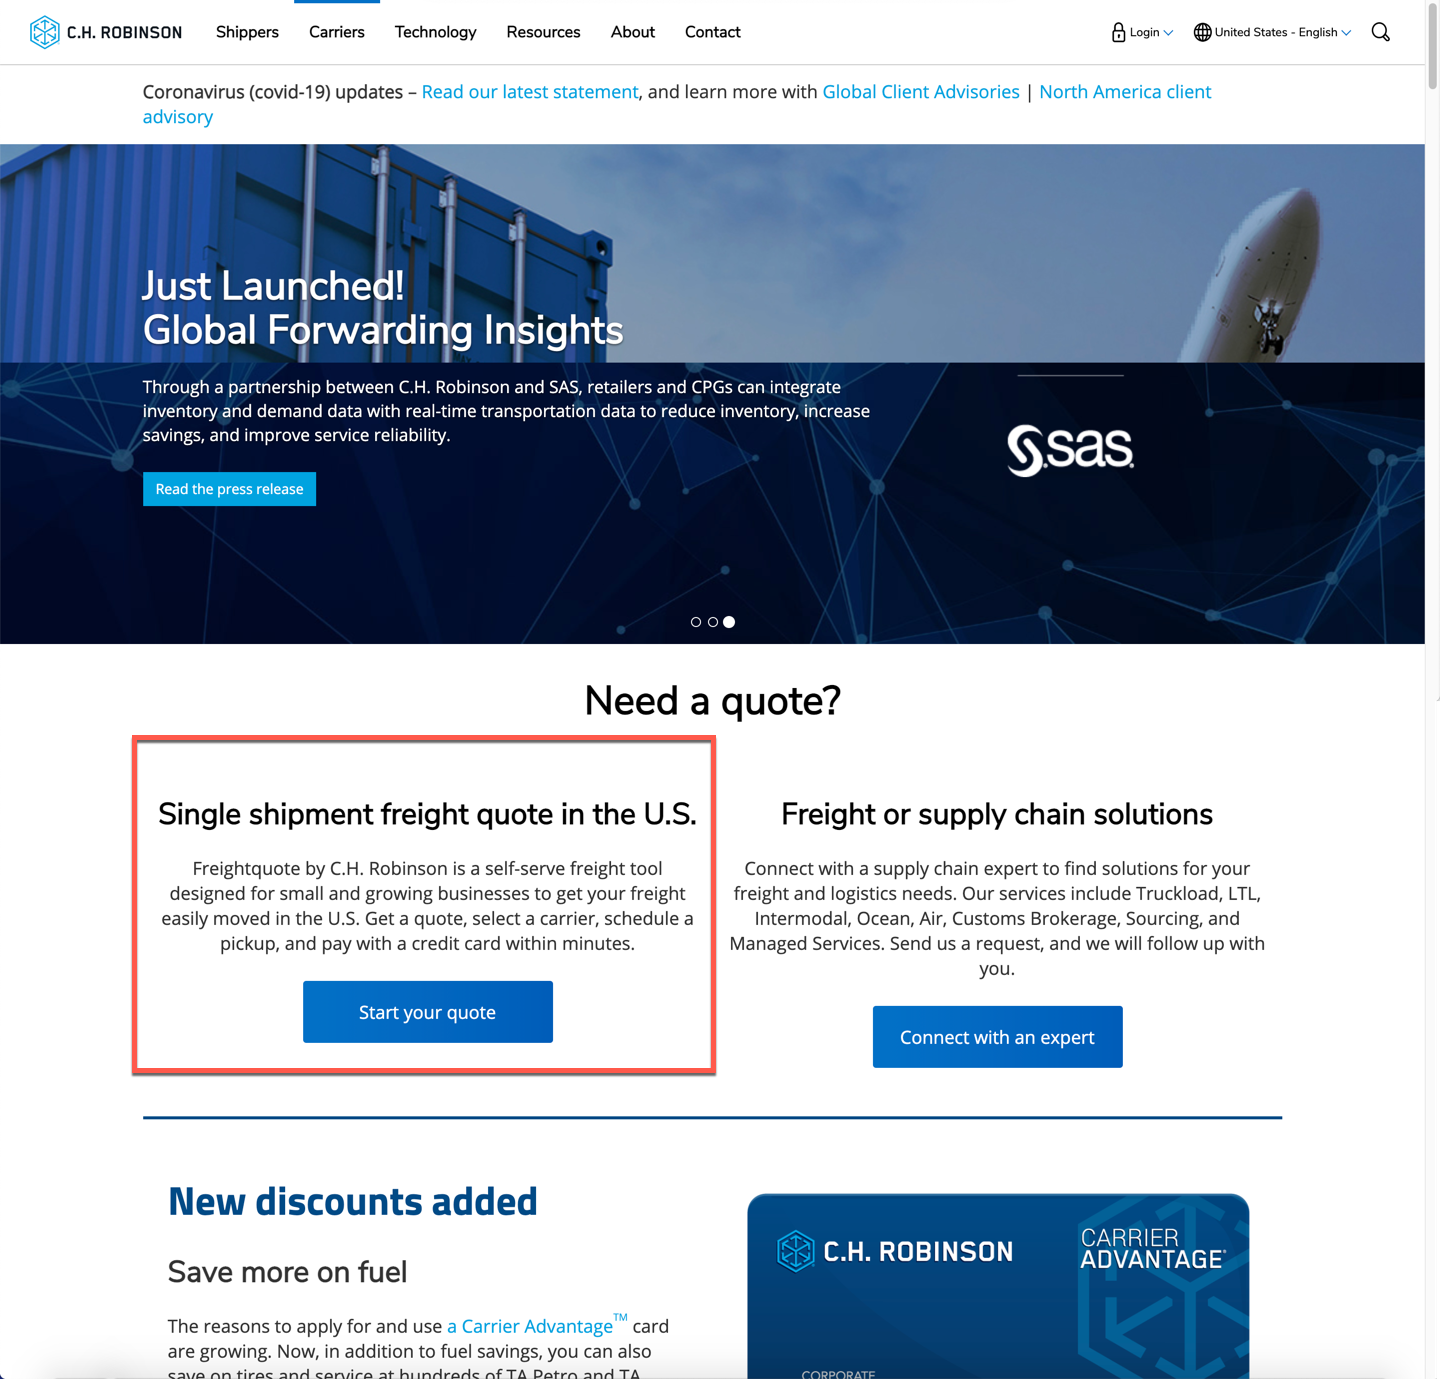 C.H. ROBINSON
Shippers
Carriers
Technology
Resources
About
Contact
Login
United States - English
Coronavirus (covid-19) updates – Read our latest statement, and learn more with Global Client Advisories | North America client
advisory
Just Launched!
Global Forwarding Insights
Through a partnership between C.H. Robinson and SAS, retailers and CPGs can integrate
inventory and demand data with real-time transportation data to reduce inventory, increase
savings, and improve service reliability.
sas
Read the press release
Need a quote?
Single shipment freight quote in the U.S.
Freightquote by C.H. Robinson is a self-serve freight tool
designed for small and growing businesses to get your freight
easily moved in the U.S. Get a quote, select a carrier, schedule a
pickup, and pay with a credit card within minutes.
Start your quote
Freight or supply chain solutions
Connect with a supply chain expert to find solutions for your
freight and logistics needs. Our services include Truckload, LTL,
Intermodal, Ocean, Air, Customs Brokerage, Sourcing, and
Managed Services. Send us a request, and we will follow up with
you.
Connect with an expert
New discounts added
Save more on fuel
The reasons to apply for and use a Carrier Advantage™ card
are growing. Now, in addition to fuel savings, you can also
save on tires and service at hundreds of TA Petro and TA
C.H. ROBINSON
CARRIER
ADVANTAGE®
CORPORATE